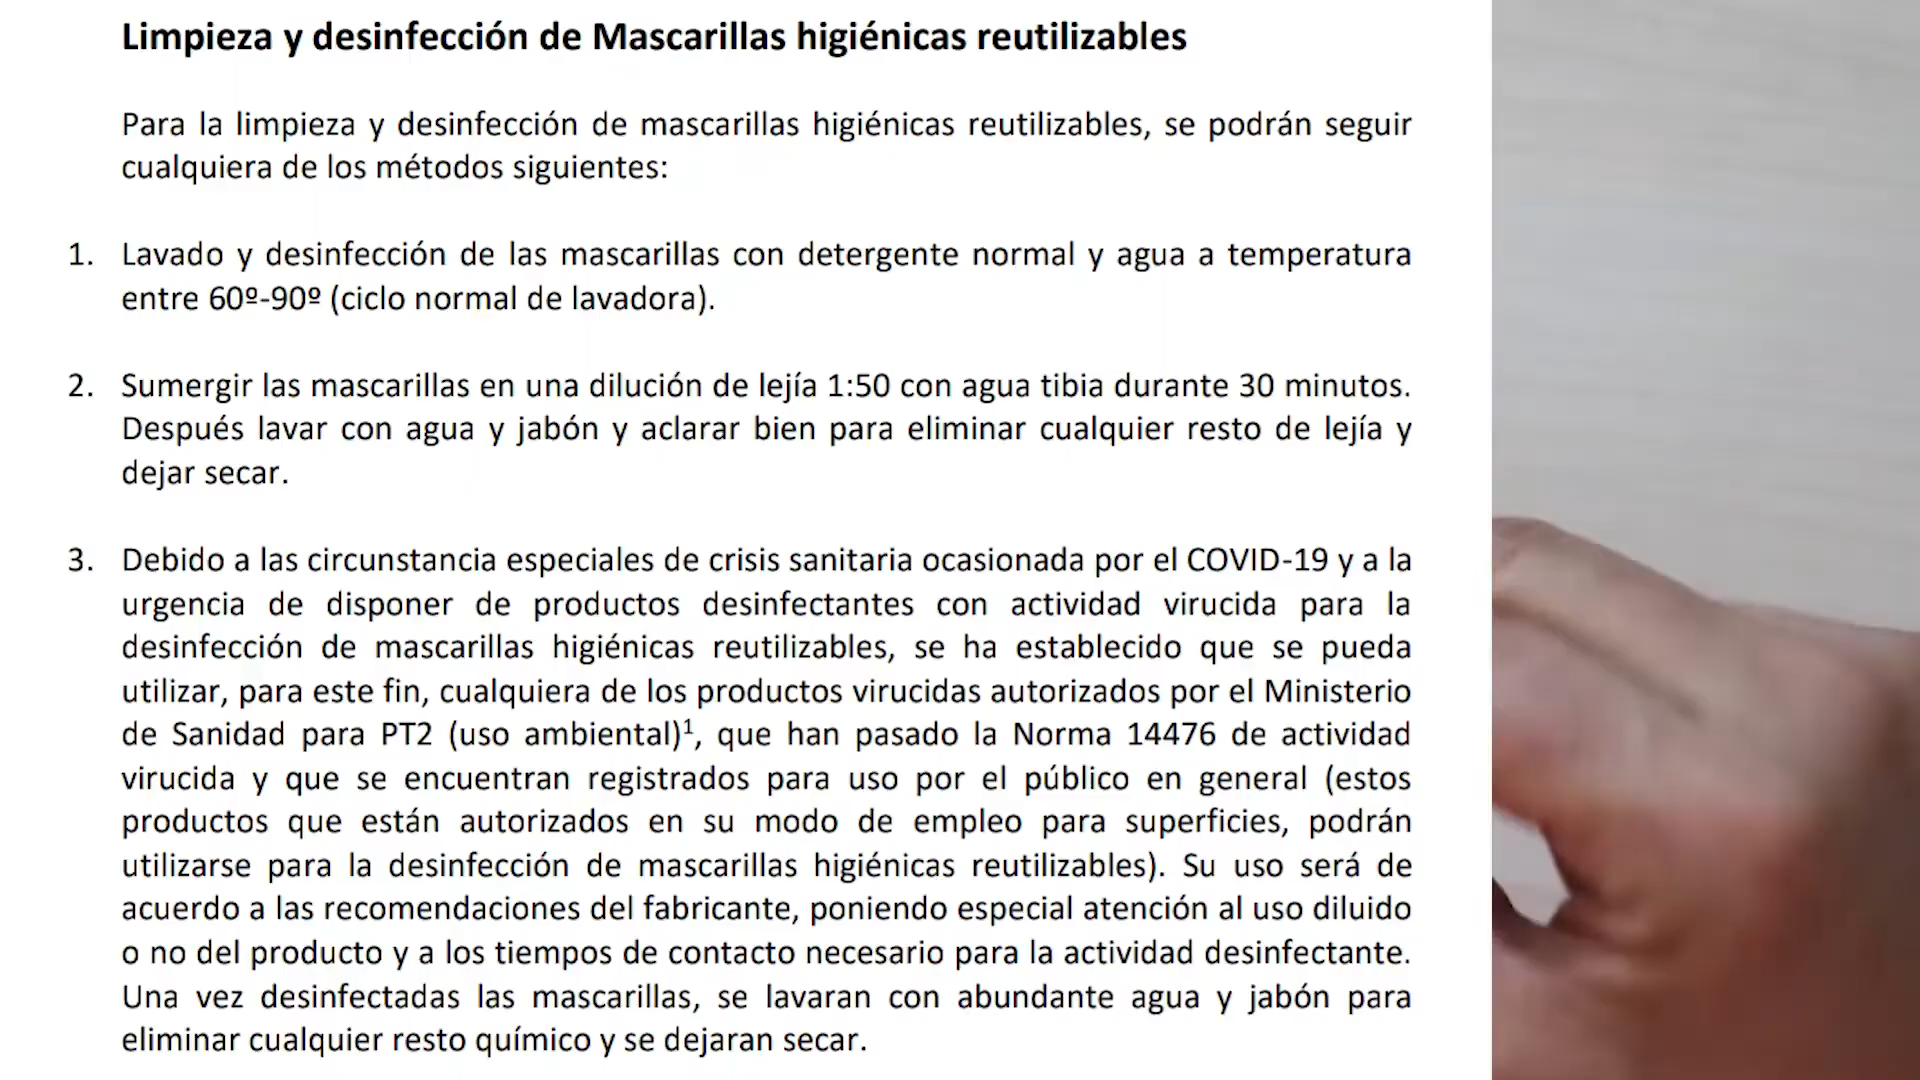 Limpieza y desinfección de Mascarillas higiénicas reutilizables
Para la limpieza y desinfección de mascarillas higiénicas reutilizables, se podrán seguir
cualquiera de los métodos siguientes:
1. Lavado y desinfección de las mascarillas con detergente normal y agua a temperatura
entre 60º-90º (ciclo normal de lavadora).
2. Sumergir las mascarillas en una dilución de lejía 1:50 con agua tibia durante 30 minutos.
Después lavar con agua y jabón y aclarar bien para eliminar cualquier resto de lejía y
dejar secar.
3. Debido a las circunstancia especiales de crisis sanitaria ocasionada por el COVID-19 y a la
urgencia de disponer de productos desinfectantes con actividad virucida para la
desinfección de mascarillas higiénicas reutilizables, se ha establecido que se pueda
utilizar, para este fin, cualquiera de los productos virucidas autorizados por el Ministerio
de Sanidad para PT2 (uso ambiental)¹, que han pasado la Norma 14476 de actividad
virucida y que se encuentran registrados para uso por el público en general (estos
productos que están autorizados en su modo de empleo para superficies, podrán
utilizarse para la desinfección de mascarillas higiénicas reutilizables). Su uso será de
acuerdo a las recomendaciones del fabricante, poniendo especial atención al uso diluido
o no del producto y a los tiempos de contacto necesario para la actividad desinfectante.
Una vez desinfectadas las mascarillas, se lavaran con abundante agua y jabón para
eliminar cualquier resto químico y se dejaran secar.